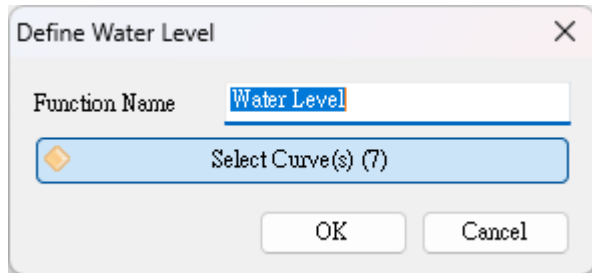 Define Water Level
Function Name Water Level
Select Curve(s) (7)
OK Cancel